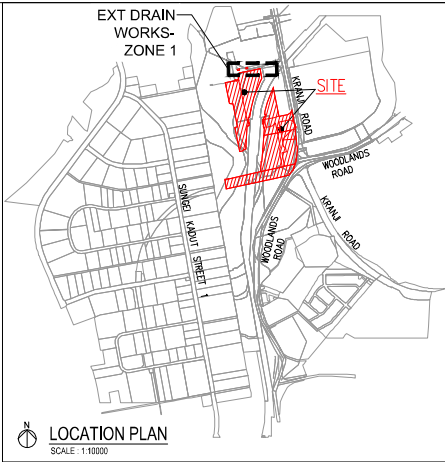 EXT DRAIN
WORKS-
ZONE 1
SITE
KRANJI
ROAD
WOODLANDS
ROAD
KRANJI
ROAD
WOODLANDS
ROAD
SUNGEI KADUT STREET 1
N
LOCATION PLAN
SCALE : 1:10000